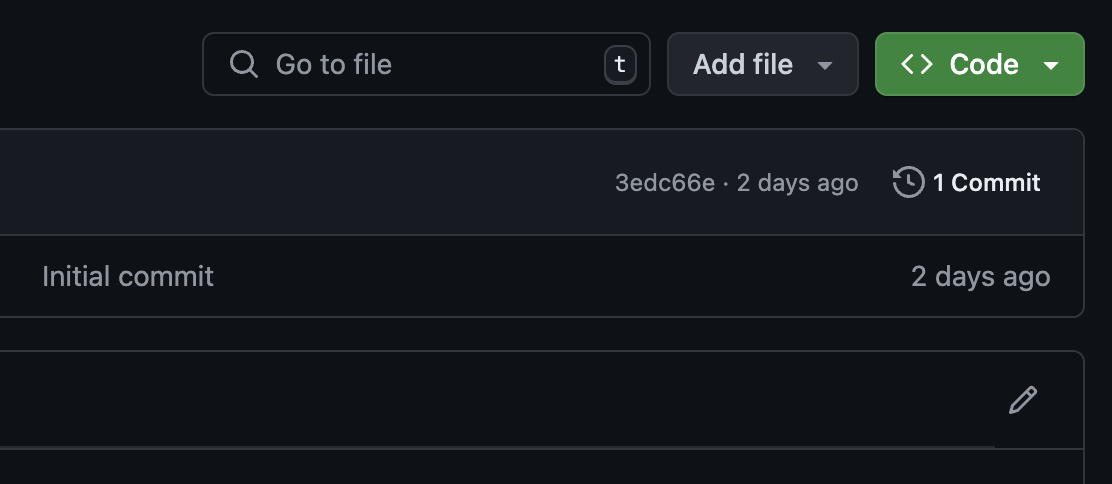 Go to file t Add file Code
3edc66e · 2 days ago 1 Commit
Initial commit 2 days ago